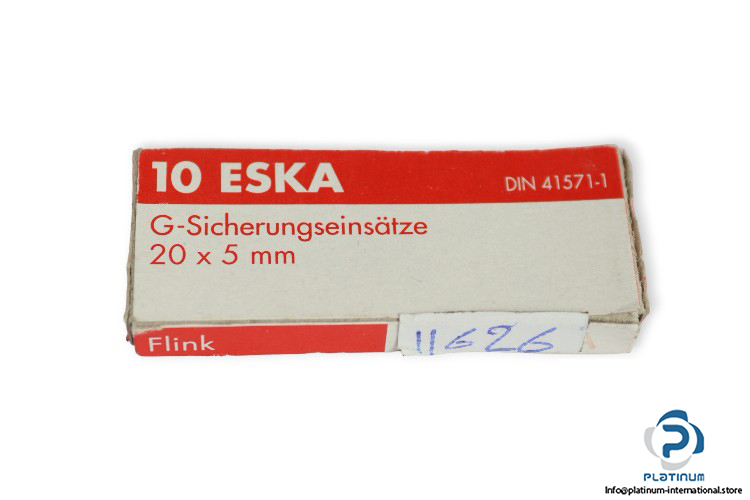 10 ESKA
DIN 41571-1
G-Sicherungseinsätze
20 x 5 mm
Flink
11626
PLATINUM
Info@platinum-international.store